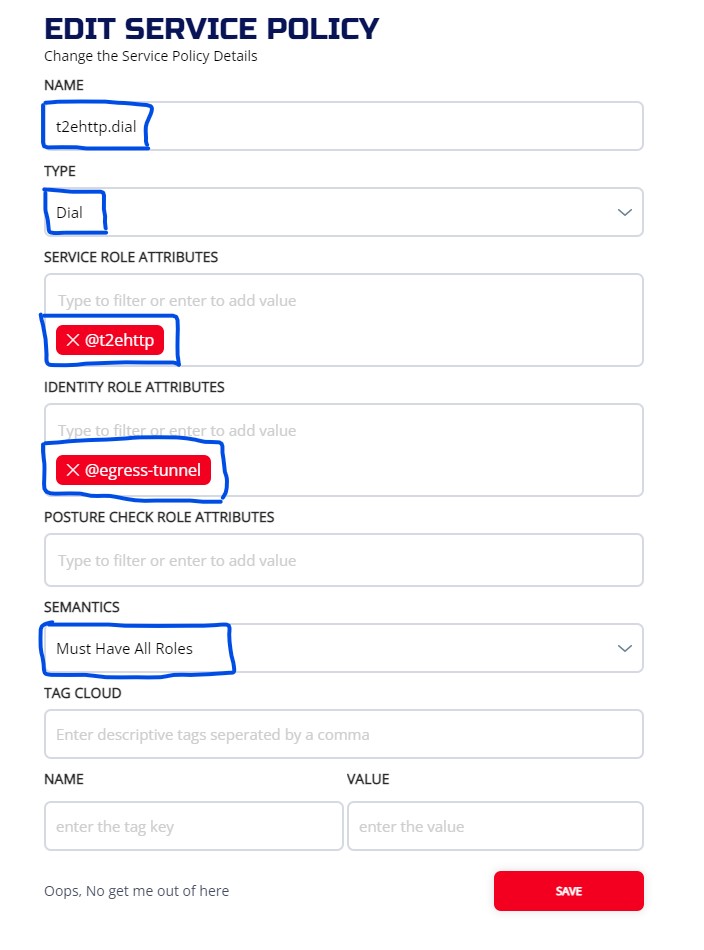 EDIT SERVICE POLICY
Change the Service Policy Details
NAME
t2ehttp.dial
TYPE
Dial
SERVICE ROLE ATTRIBUTES
Type to filter or enter to add value
@t2ehttp
IDENTITY ROLE ATTRIBUTES
Type to filter or enter to add value
@egress-tunnel
POSTURE CHECK ROLE ATTRIBUTES
Type to filter or enter to add value
SEMANTICS
Must Have All Roles
TAG CLOUD
Enter descriptive tags seperated by a comma
NAME VALUE
enter the tag key enter the value
Oops, No get me out of here SAVE